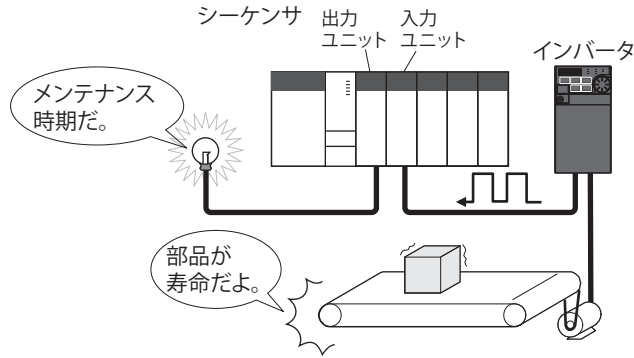 シーケンサ
出力
ユニット
入力
ユニット
インバータ
メンテナンス
時期だ。
部品が
寿命だよ。